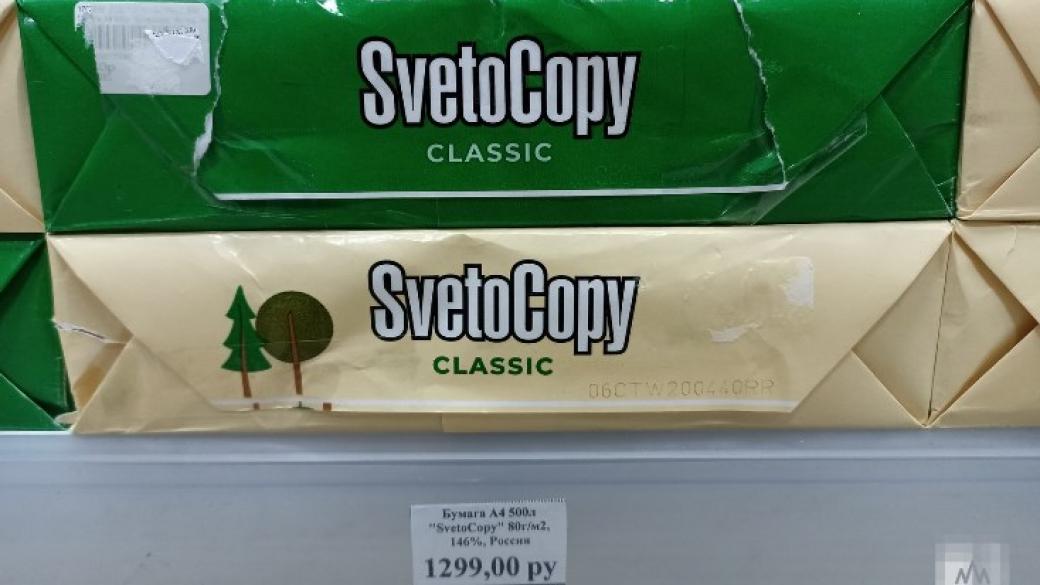 SvetoCopy
CLASSIC
SvetoCopy
CLASSIC
06CTW200440RR
Бумага А4 500л
"SvetoCopy" 80г/м2,
146%, Россия
1299,00 ру